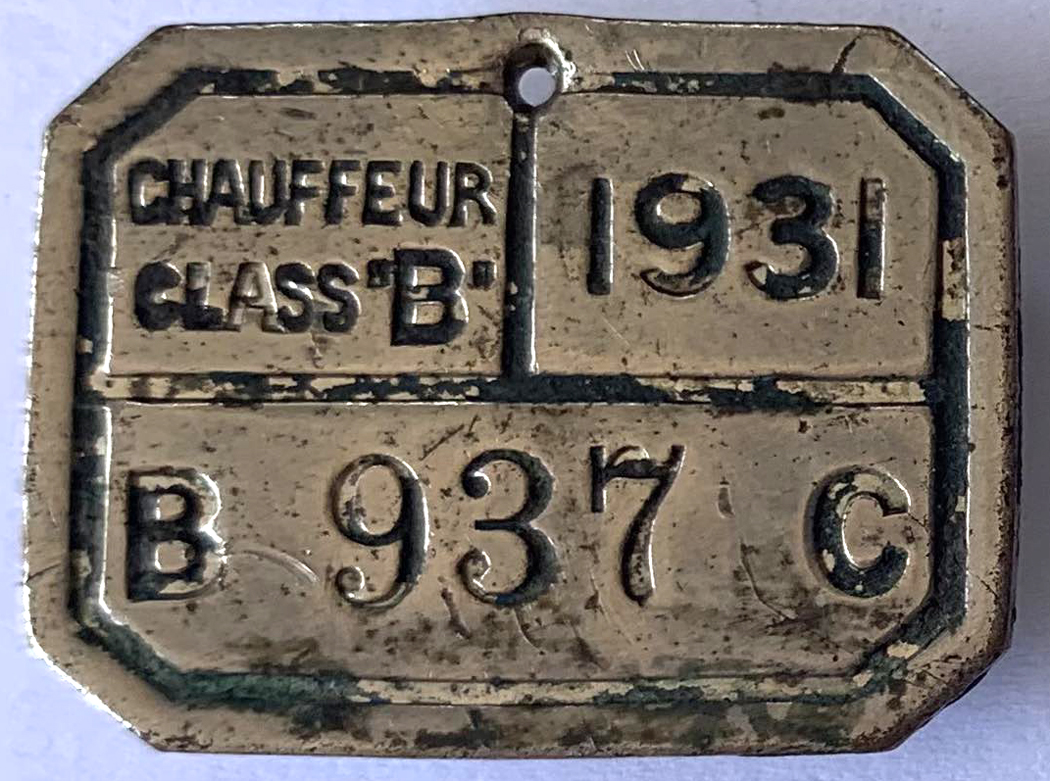 CHAUFFEUR
CLASS "B"
1931
B 937 C